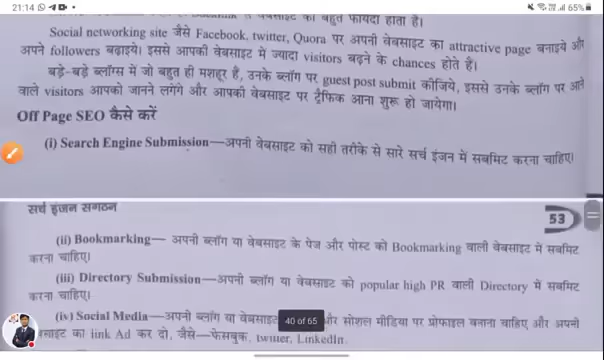 21:14
65%
वेबसाइट को बहुत फायदा होता है।
Social networking site जैसे Facebook, twitter, Quora पर अपनी वेबसाइट का attractive page बनाइये और
अपने followers बढ़ाइये। इससे आपकी वेबसाइट में ज्यादा visitors बढ़ने के chances होते हैं।
बड़े-बड़े ब्लॉग्स में जो बहुत ही मशहूर है, उनके ब्लॉग पर guest post submit कीजिये, इससे उनके ब्लॉग पर आने
वाले visitors आपको जानने लगेंगे और आपकी वेबसाइट पर ट्रैफिक आना शुरू हो जायेगा।
Off Page SEO कैसे करें
(i) Search Engine Submission—अपनी वेबसाइट को सही तरीके से सारे सर्च इंजन में सबमिट करना चाहिए।
सर्च इंजन संगठन
53
(ii) Bookmarking— अपनी ब्लॉग या वेबसाइट के पेज और पोस्ट को Bookmarking वाली वेबसाइट में सबमिट
करना चाहिए।
(iii) Directory Submission—अपनी ब्लॉग या वेबसाइट को popular high PR वाली Directory में सबमिट
करना चाहिए।
(iv) Social Media—अपनी ब्लॉग या वेबसाइट 40 of 65 और सोशल मीडिया पर प्रोफाइल बनाना चाहिए और अपनी
का link Ad कर दो, जैसे—फेसबुक, twitter, LinkedIn.